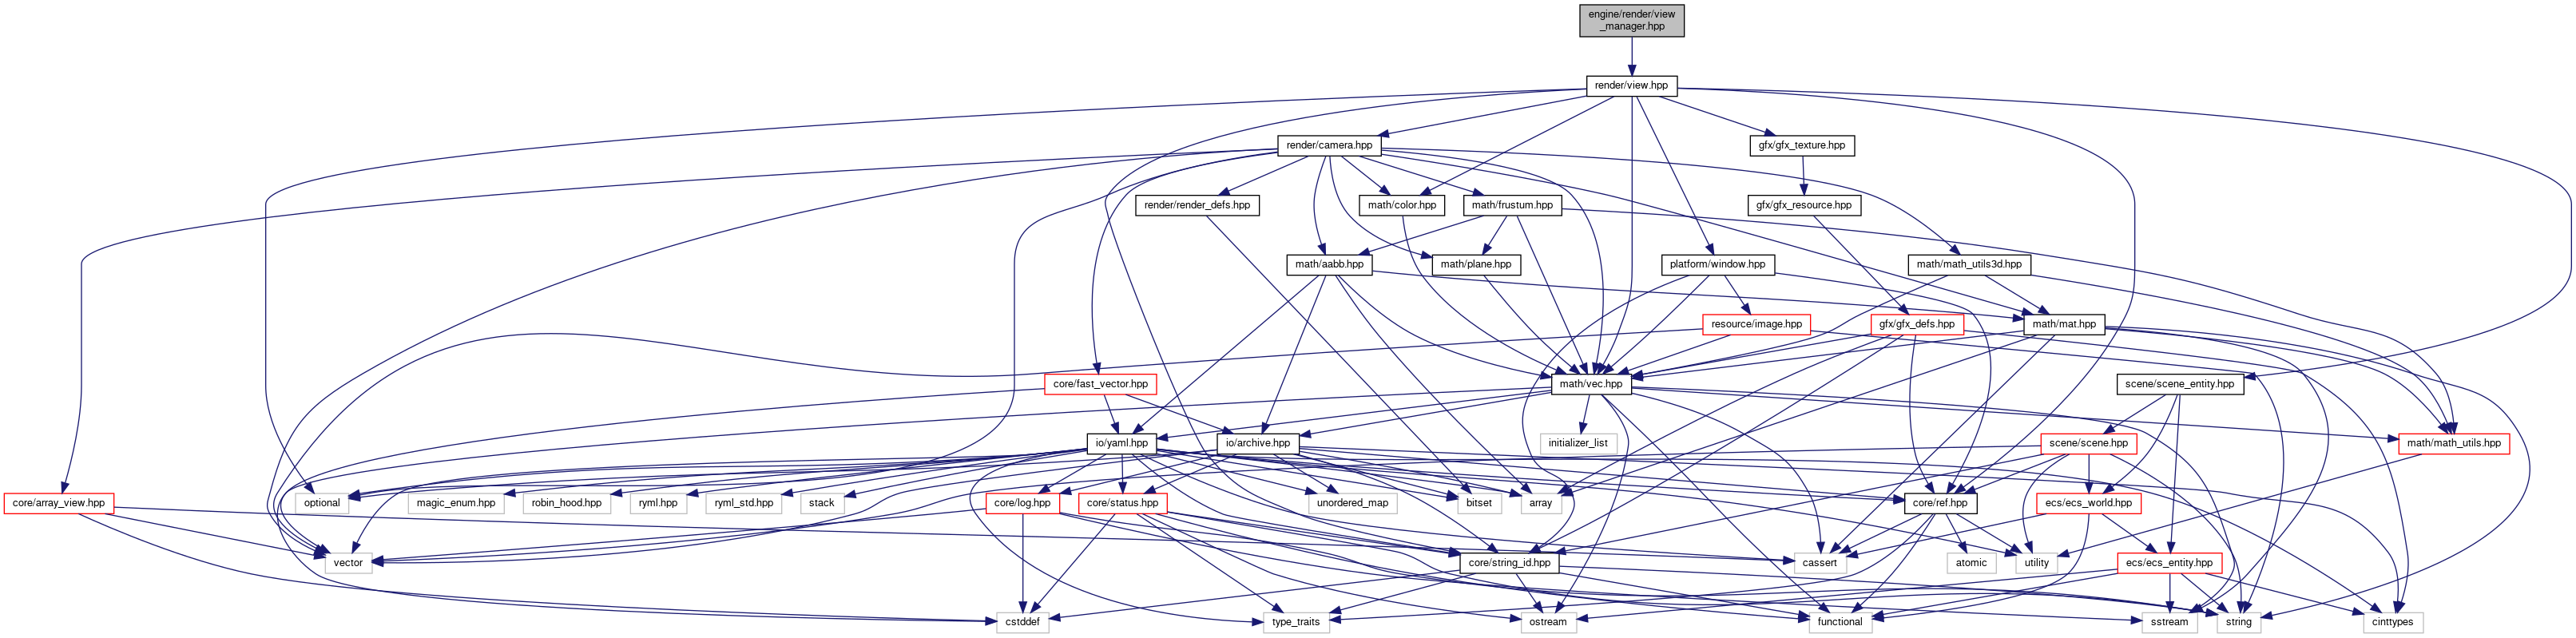 engine/render/view
_manager.hpp
render/view.hpp
render/camera.hpp
gfx/gfx_texture.hpp
render/render_defs.hpp
math/color.hpp
math/frustum.hpp
gfx/gfx_resource.hpp
math/aabb.hpp
math/plane.hpp
platform/window.hpp
math/math_utils3d.hpp
resource/image.hpp
gfx/gfx_defs.hpp
math/mat.hpp
core/fast_vector.hpp
math/vec.hpp
scene/scene_entity.hpp
io/yaml.hpp
io/archive.hpp
initializer_list
scene/scene.hpp
math/math_utils.hpp
core/array_view.hpp
optional
magic_enum.hpp
robin_hood.hpp
ryml.hpp
ryml_std.hpp
stack
core/log.hpp
core/status.hpp
unordered_map
bitset
array
core/ref.hpp
ecs/ecs_world.hpp
vector
core/string_id.hpp
cassert
atomic
utility
ecs/ecs_entity.hpp
cstddef
type_traits
ostream
functional
sstream
string
cinttypes